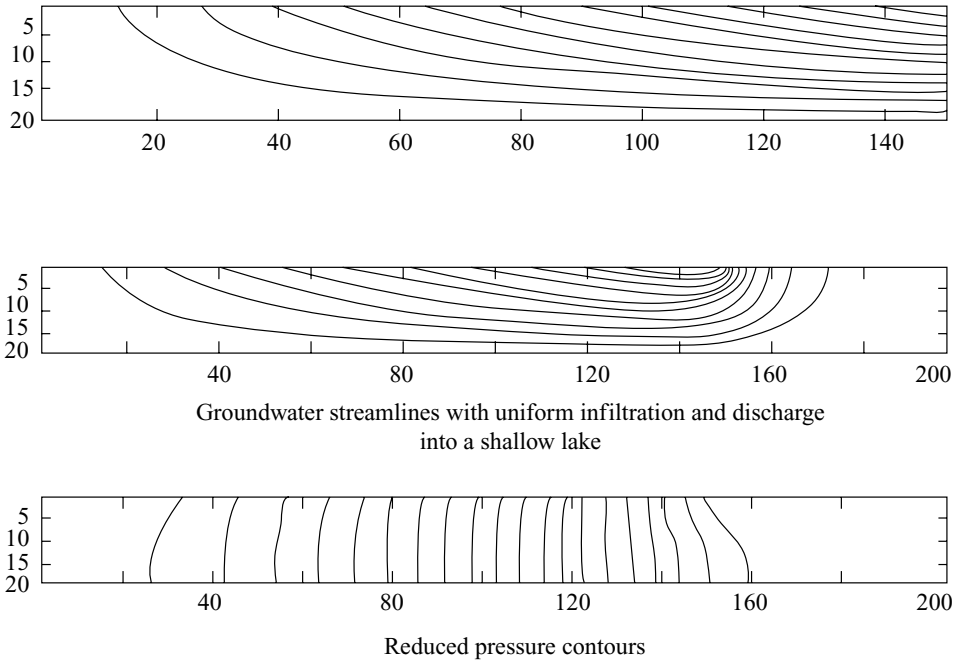 5
10
15
20
20 40 60 80 100 120 140
5
10
15
20
40 80 120 160 200
Groundwater streamlines with uniform infiltration and discharge
into a shallow lake
5
10
15
20
40 80 120 160 200
Reduced pressure contours